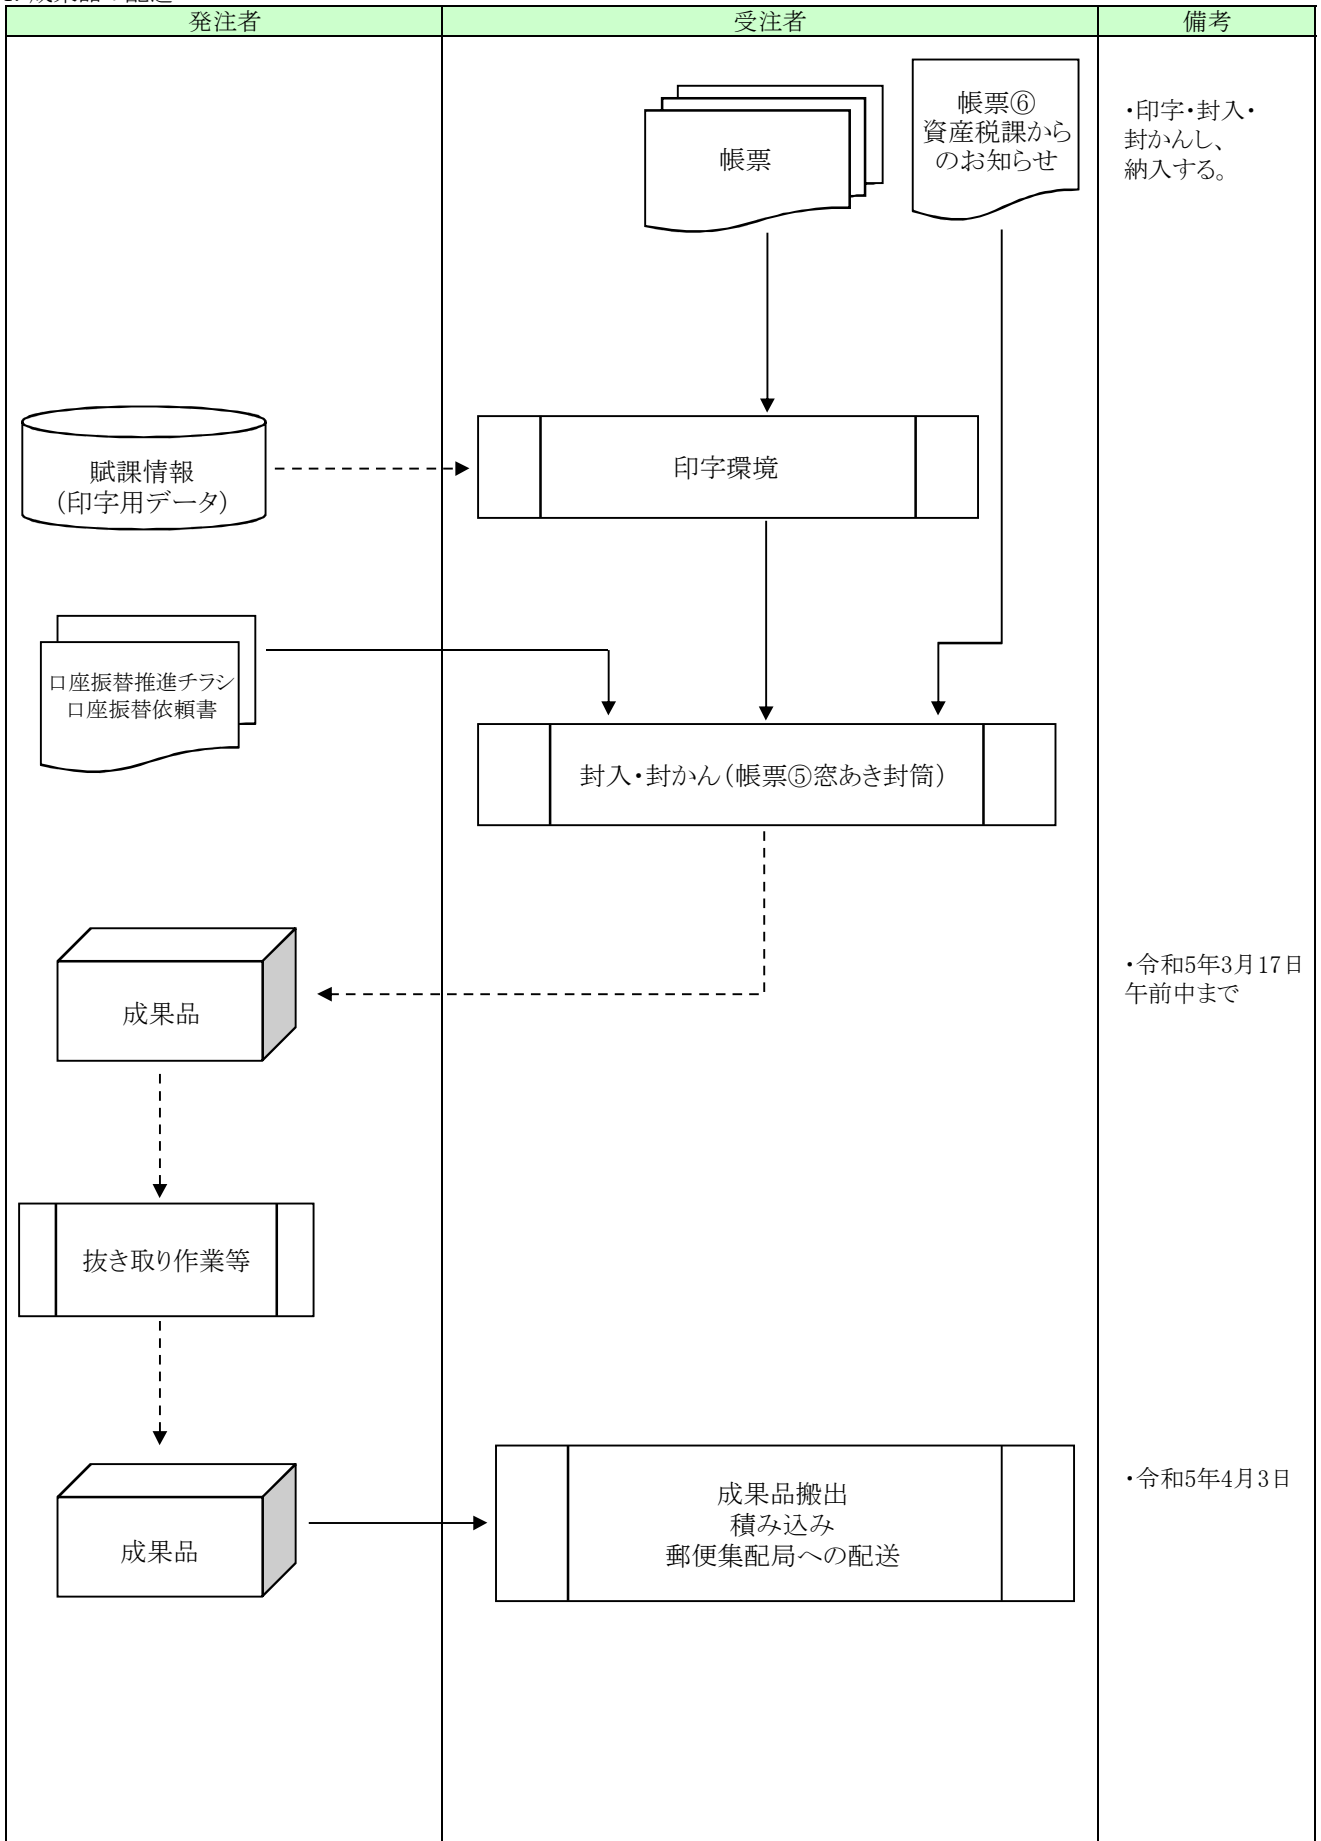 発注者
受注者
備考
帳票
帳票⑥
資産税課から
のお知らせ
・印字・封入・
封かんし、
納入する。
賦課情報
(印字用データ)
印字環境
口座振替推進チラシ
口座振替依頼書
封入・封かん(帳票⑤窓あき封筒)
成果品
・令和5年3月17日
午前中まで
抜き取り作業等
成果品
成果品搬出
積み込み
郵便集配局への配送
・令和5年4月3日